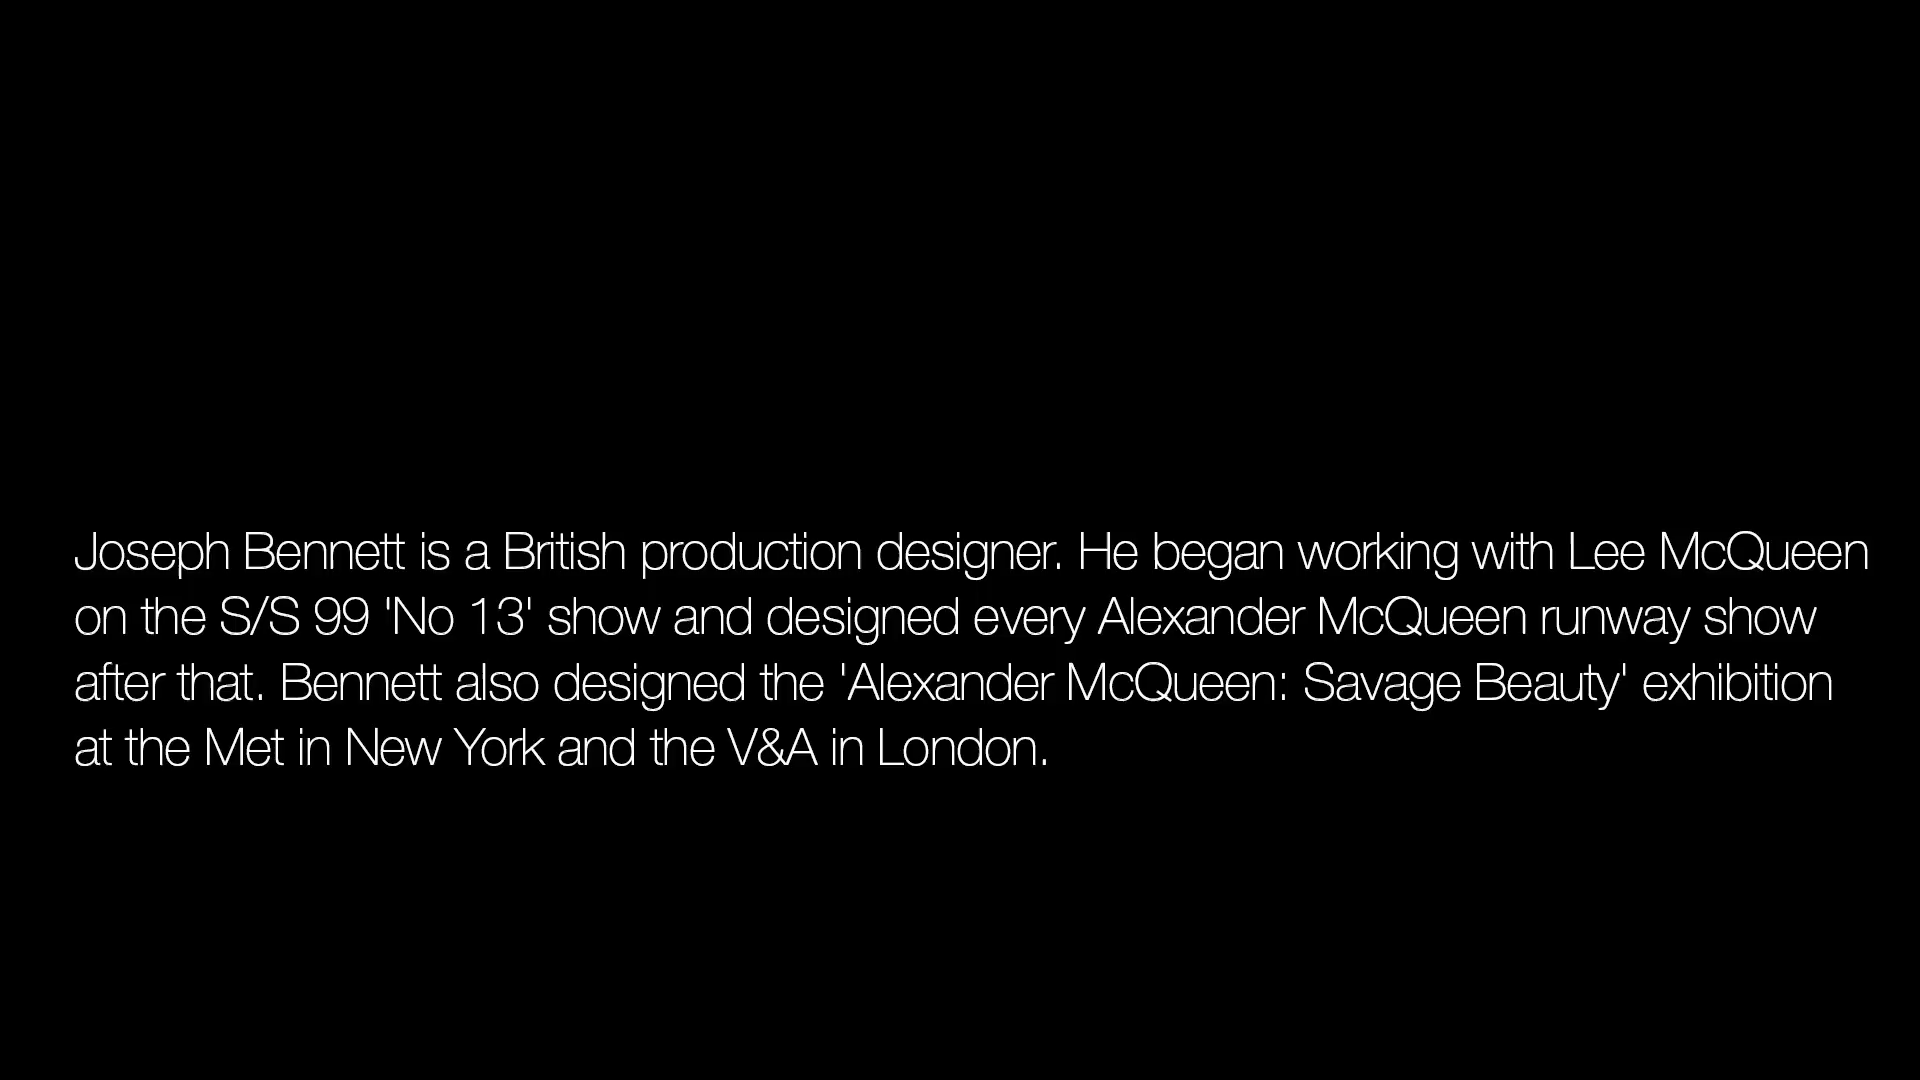 Joseph Bennett is a British production designer. He began working with Lee McQueen
on the S/S 99 'No 13' show and designed every Alexander McQueen runway show
after that. Bennett also designed the 'Alexander McQueen: Savage Beauty' exhibition
at the Met in New York and the V&A in London.